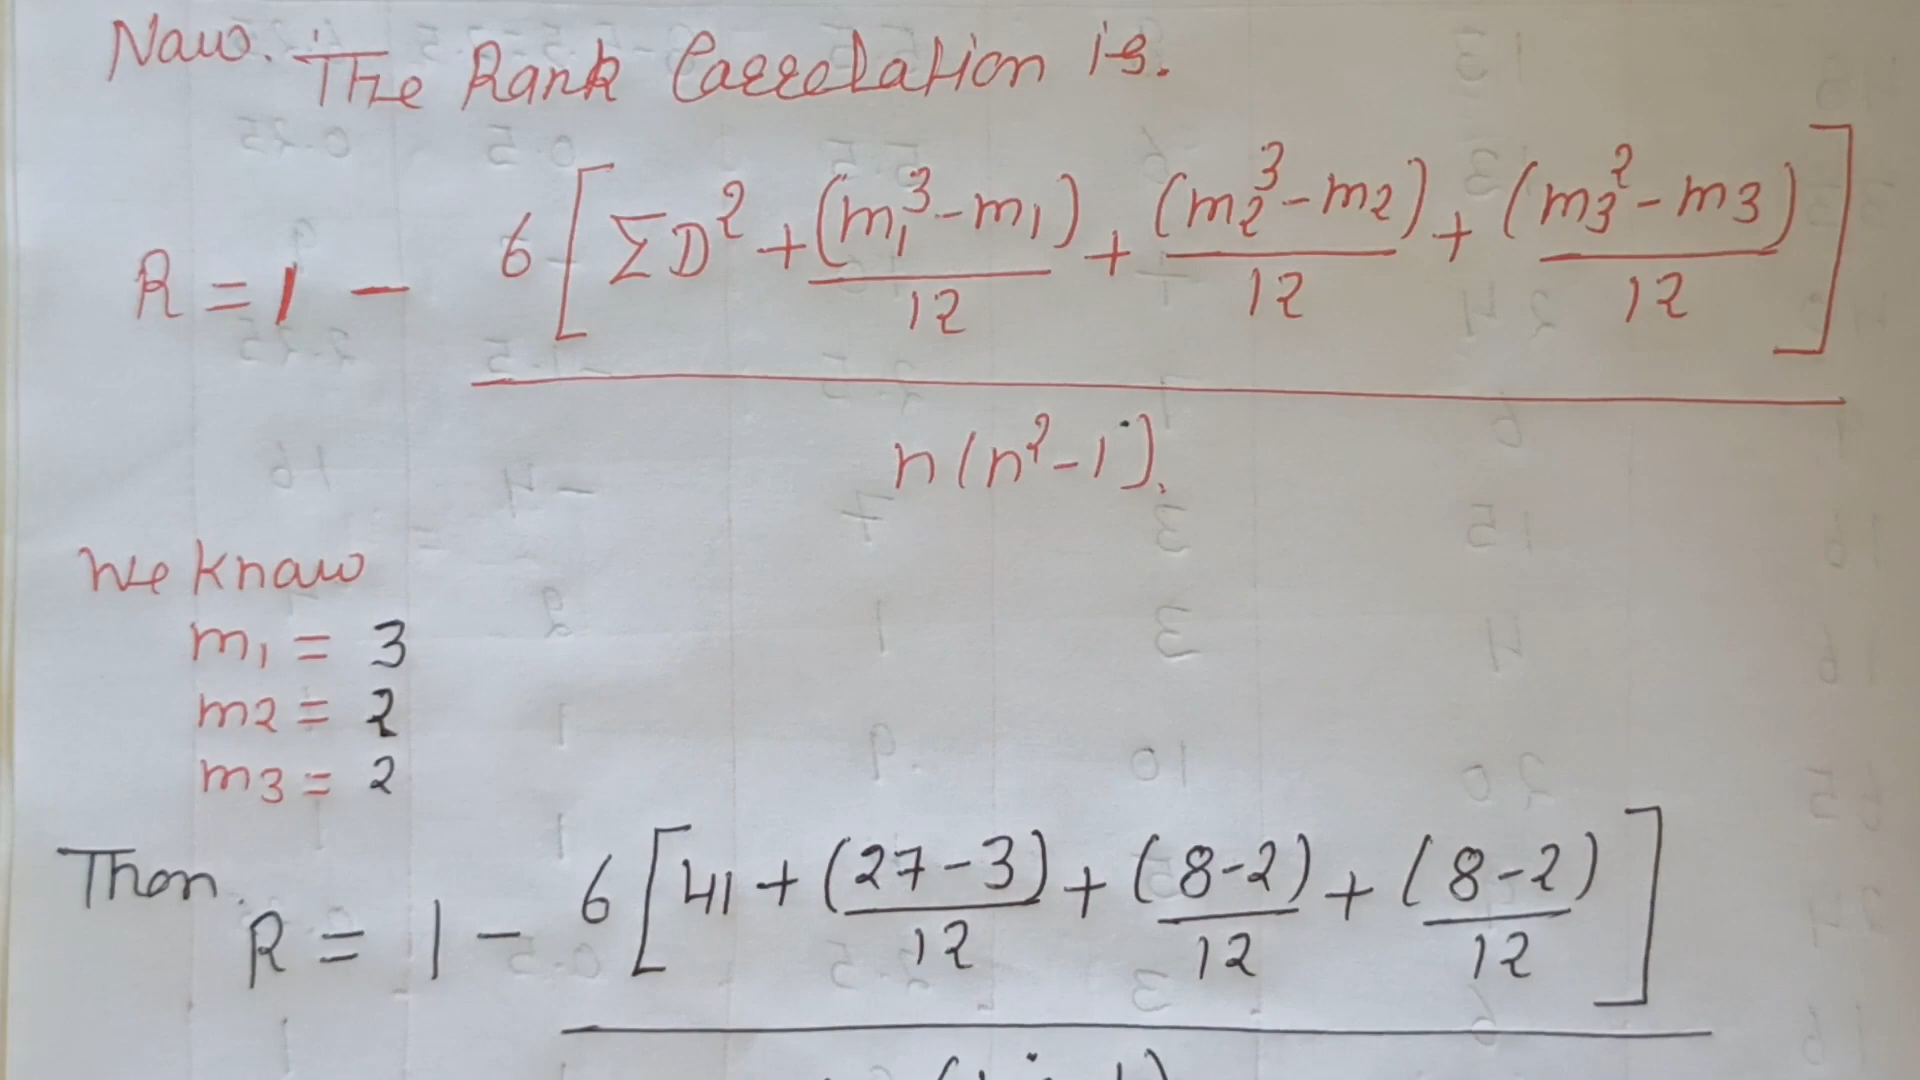 Naw. The Rank Carrelation is.
R = 1 - 6[ΣD² + (m₁³-m₁)/12 + (m₂³-m₂)/12 + (m₃²-m₃)/12] / n(n²-1).
We knaw
m₁ = 3
m2 = 2
m3 = 2
Then.
R = 1 - 6[41 + (27-3)/12 + (8-2)/12 + (8-2)/12]